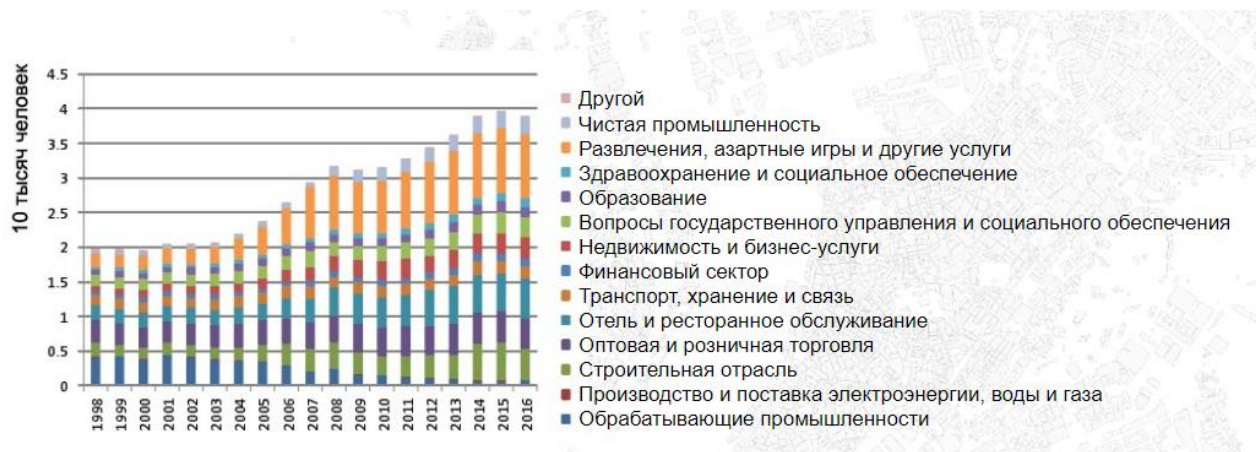 10 тысяч человек
4.5
4
3.5
3
2.5
2
1.5
1
0.5
0
1998
1999
2000
2001
2002
2003
2004
2005
2006
2007
2008
2009
2010
2011
2012
2013
2014
2015
2016
Другой
Чистая промышленность
Развлечения, азартные игры и другие услуги
Здравоохранение и социальное обеспечение
Образование
Вопросы государственного управления и социального обеспечения
Недвижимость и бизнес-услуги
Финансовый сектор
Транспорт, хранение и связь
Отель и ресторанное обслуживание
Оптовая и розничная торговля
Строительная отрасль
Производство и поставка электроэнергии, воды и газа
Обрабатывающие промышленности